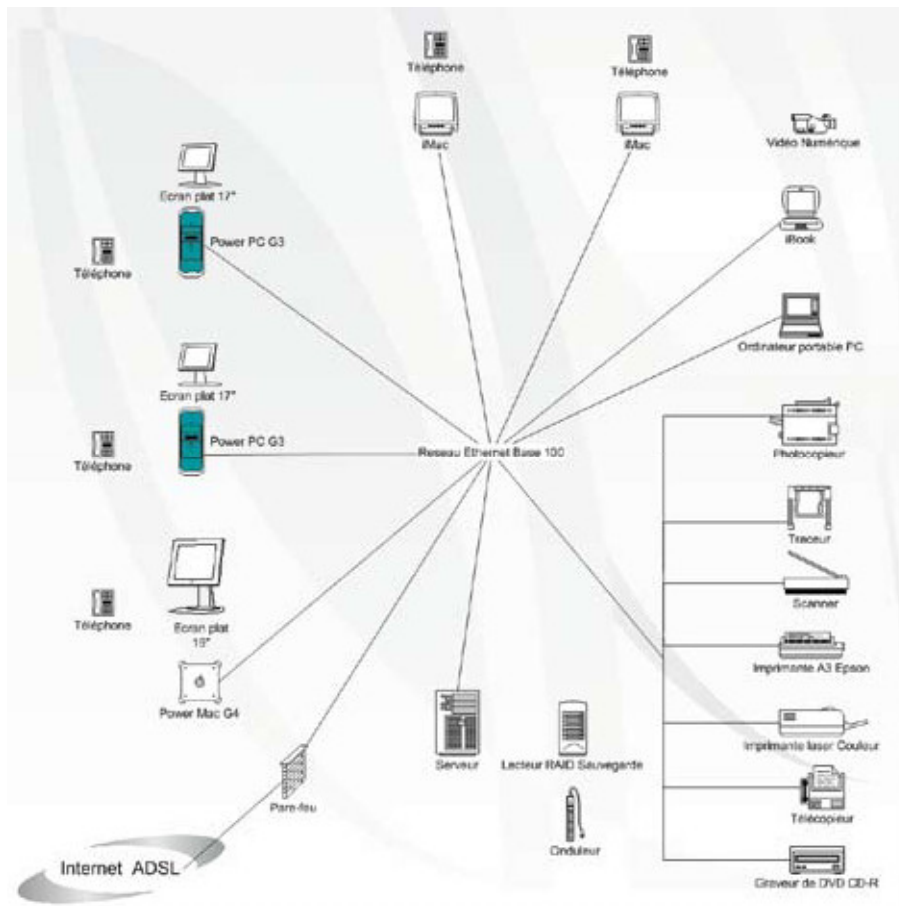 Téléphone
Téléphone
iMac
iMac
Vidéo Numérique
Ecran plat 17"
Power PC G3
iBook
Téléphone
Ordinateur portable PC
Ecran plat 17"
Power PC G3
Reseau Ethernet Base 100
Photocopieur
Téléphone
Traceur
Scanner
Téléphone
Ecran plat
19"
Imprimante A3 Epson
Power Mac G4
Imprimante laser Couleur
Serveur
Lecteur RAID Sauvegarde
Pare-feu
Télécopieur
Onduleur
Internet ADSL
Graveur de DVD CD-R